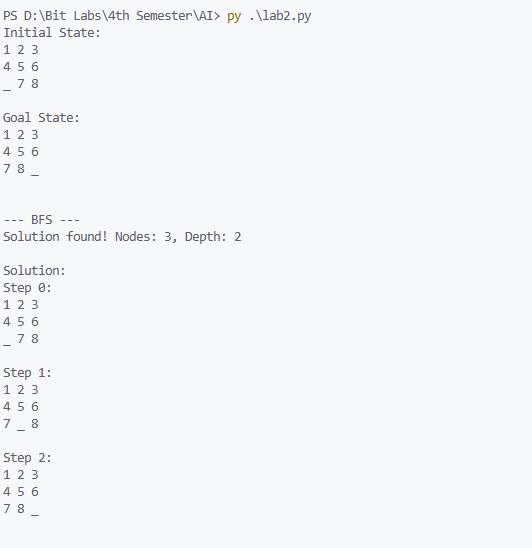 PS D:\Bit Labs\4th Semester\AI> py .\lab2.py
Initial State:
1 2 3
4 5 6
_ 7 8
Goal State:
1 2 3
4 5 6
7 8 _
--- BFS ---
Solution found! Nodes: 3, Depth: 2
Solution:
Step 0:
1 2 3
4 5 6
_ 7 8
Step 1:
1 2 3
4 5 6
7 _ 8
Step 2:
1 2 3
4 5 6
7 8 _